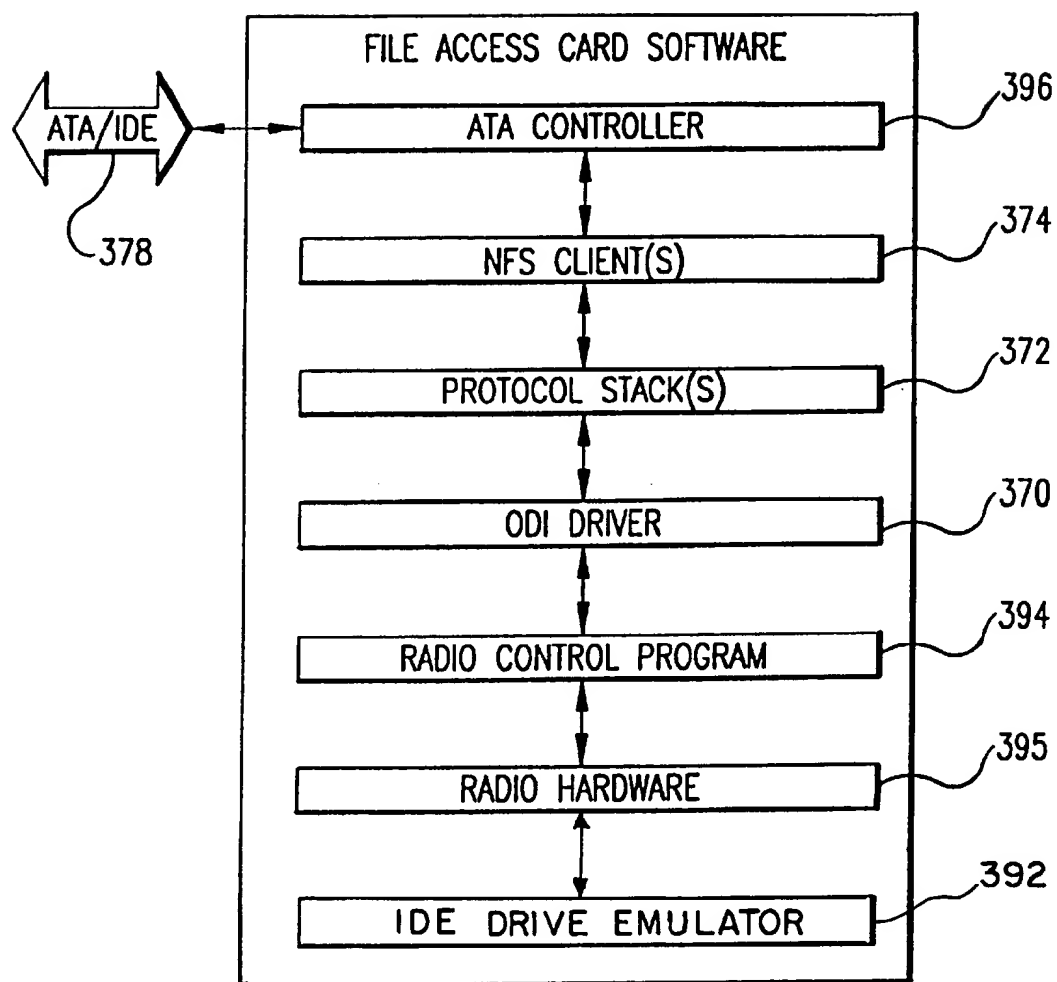 FILE ACCESS CARD SOFTWARE
396
ATA/IDE
ATA CONTROLLER
378
374
NFS CLIENT(S)
372
PROTOCOL STACK(S)
370
ODI DRIVER
394
RADIO CONTROL PROGRAM
395
RADIO HARDWARE
392
IDE DRIVE EMULATOR